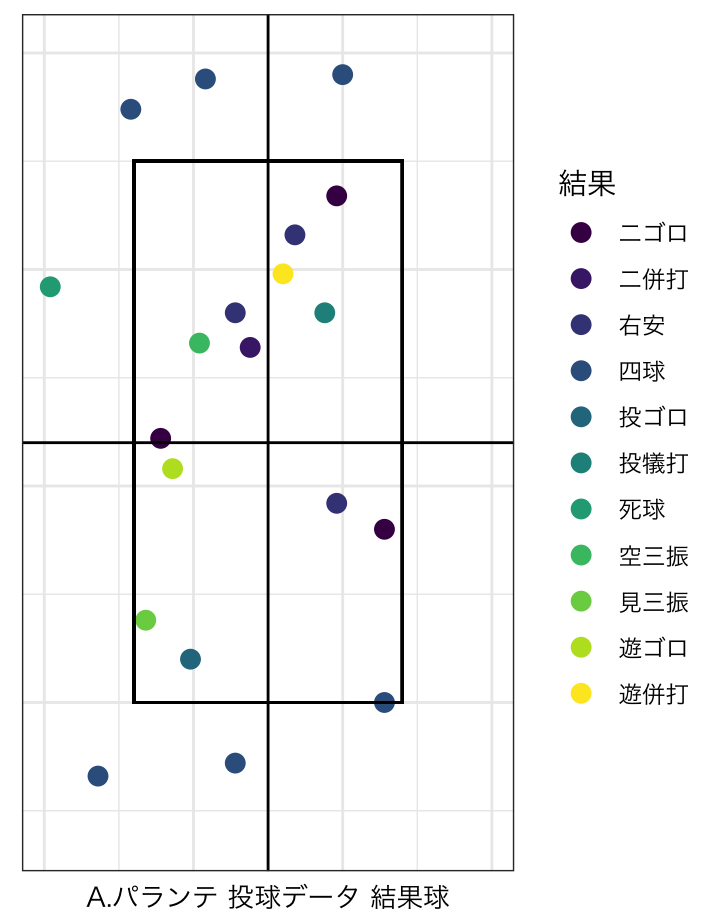 結果
二ゴロ
二併打
右安
四球
投ゴロ
投犠打
死球
空三振
見三振
遊ゴロ
遊併打
A.パランテ 投球データ 結果球